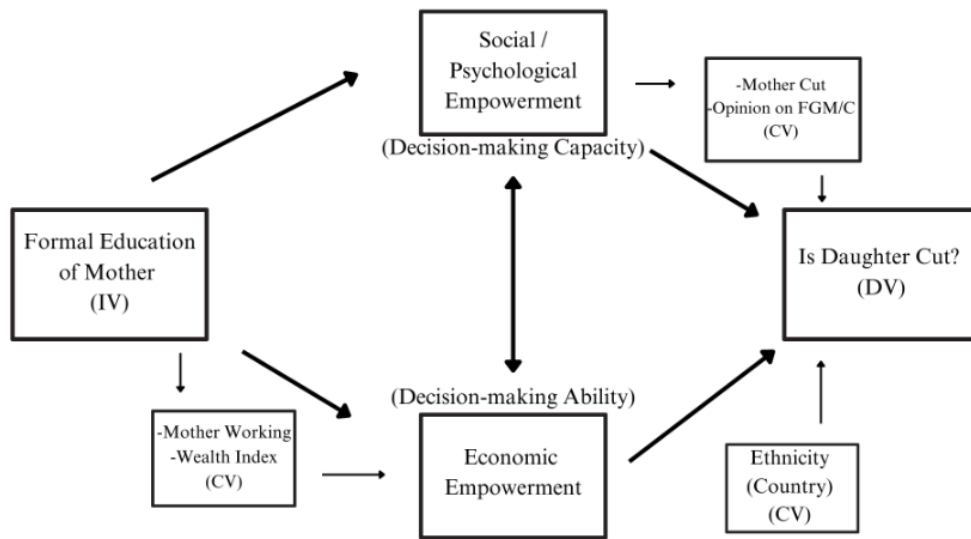 Social /
Psychological
Empowerment
(Decision-making Capacity)
-Mother Cut
-Opinion on FGM/C
(CV)
Formal Education
of Mother
(IV)
Is Daughter Cut?
(DV)
-Mother Working
-Wealth Index
(CV)
(Decision-making Ability)
Economic
Empowerment
Ethnicity
(Country)
(CV)